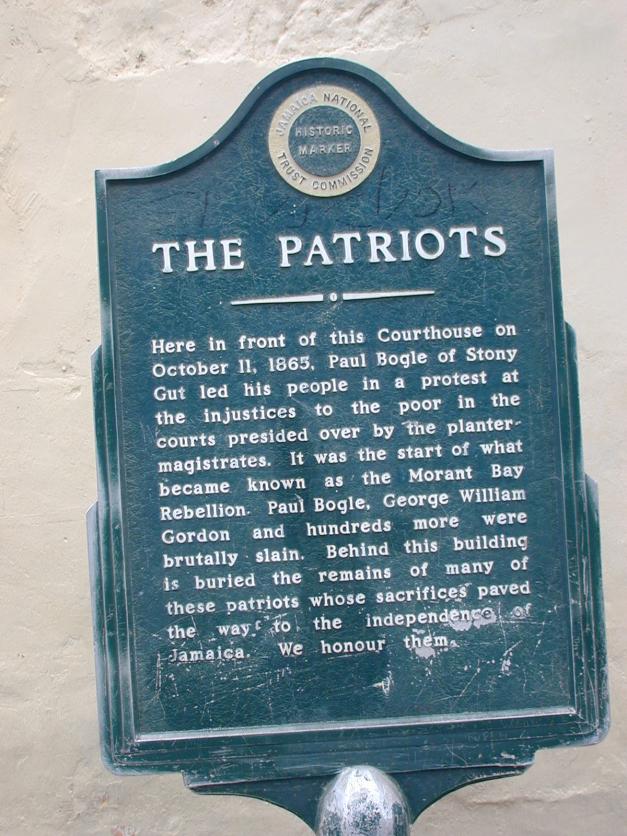 JAMAICA NATIONAL
HISTORIC
MARKER
TRUST COMMISSION
THE PATRIOTS
Here in front of this Courthouse on
October 11, 1865, Paul Bogle of Stony
Gut led his people in a protest at
the injustices to the poor in the
courts presided over by the planter-
magistrates. It was the start of what
became known as the Morant Bay
Rebellion. Paul Bogle, George William
Gordon and hundreds more were
brutally slain. Behind this building
is buried the remains of many of
these patriots whose sacrifices paved
the way to the independence of
Jamaica. We honour them.